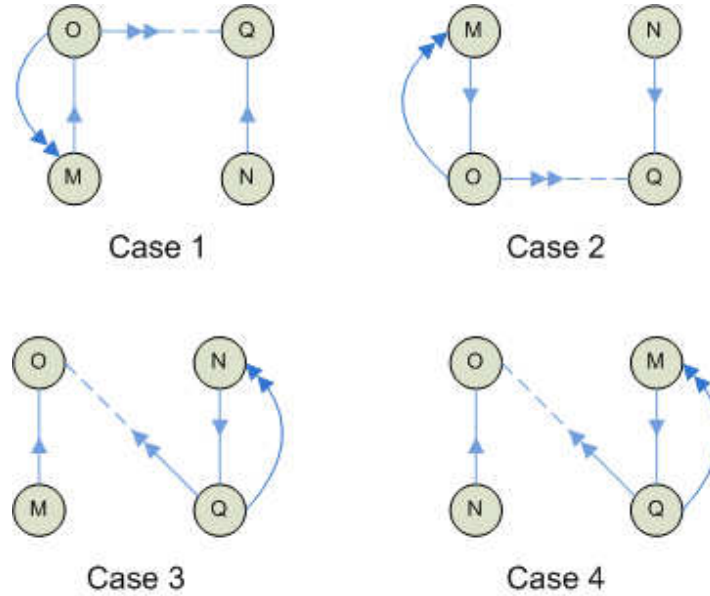 O Q M N
M N
O Q
Case 1 Case 2
O N O M
M Q N Q
Case 3 Case 4